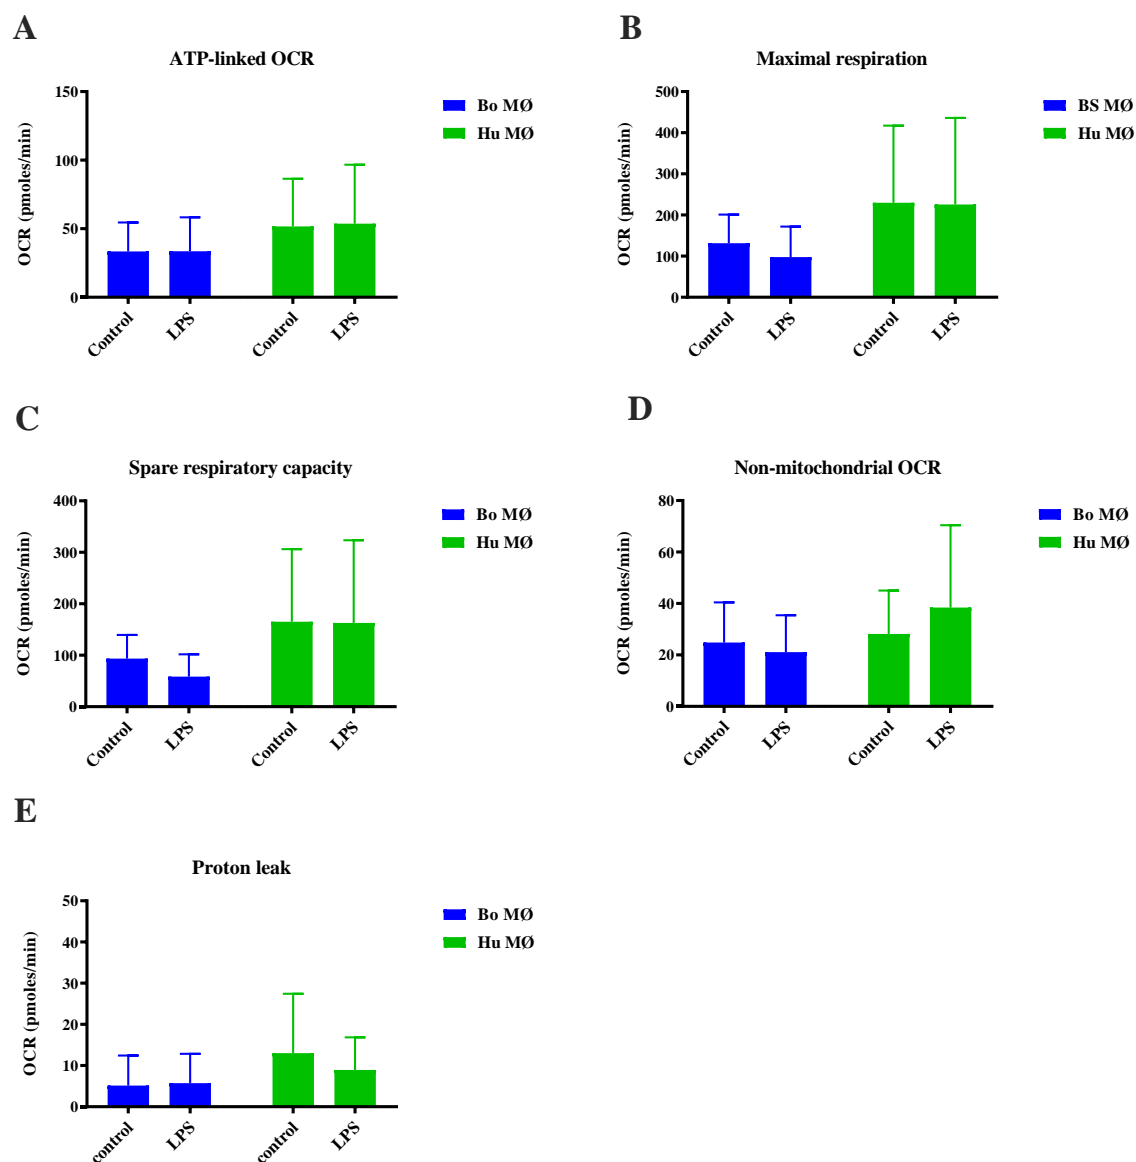 A
ATP-linked OCR
OCR (pmoles/min)
150
100
50
0
Control
LPS
Control
LPS
Bo MØ
Hu MØ
B
Maximal respiration
OCR (pmoles/min)
500
400
300
200
100
0
Control
LPS
Control
LPS
BS MØ
Hu MØ
C
Spare respiratory capacity
OCR (pmoles/min)
400
300
200
100
0
Control
LPS
Control
LPS
Bo MØ
Hu MØ
D
Non-mitochondrial OCR
OCR (pmoles/min)
80
60
40
20
0
Control
LPS
Control
LPS
Bo MØ
Hu MØ
E
Proton leak
OCR (pmoles/min)
50
40
30
20
10
0
control
LPS
control
LPS
Bo MØ
Hu MØ